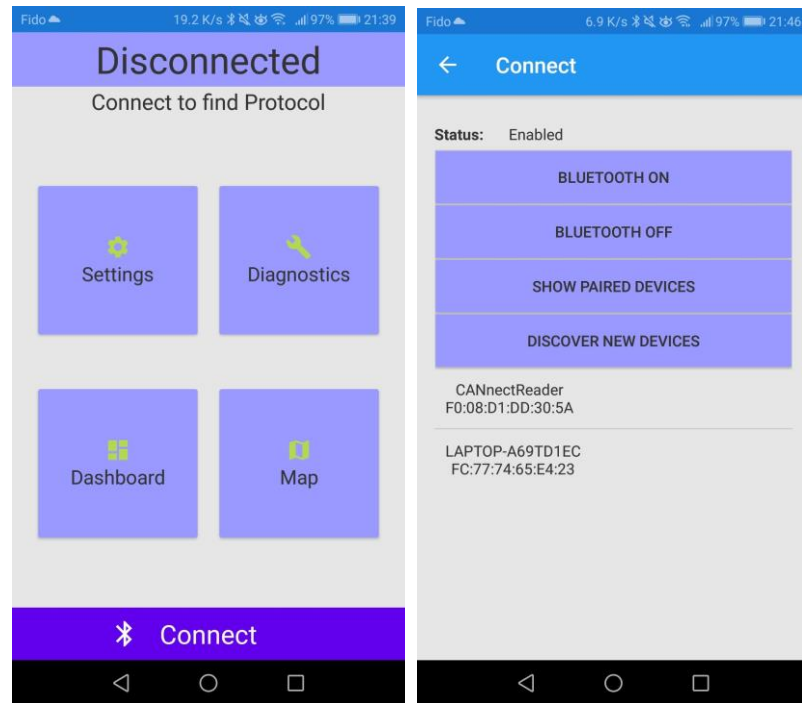 Fido 19.2 K/s 97% 21:39
Disconnected
Connect to find Protocol
Settings
Diagnostics
Dashboard
Map
Connect
Fido 6.9 K/s 97% 21:46
Connect
Status: Enabled
BLUETOOTH ON
BLUETOOTH OFF
SHOW PAIRED DEVICES
DISCOVER NEW DEVICES
CANnectReader
F0:08:D1:DD:30:5A
LAPTOP-A69TD1EC
FC:77:74:65:E4:23